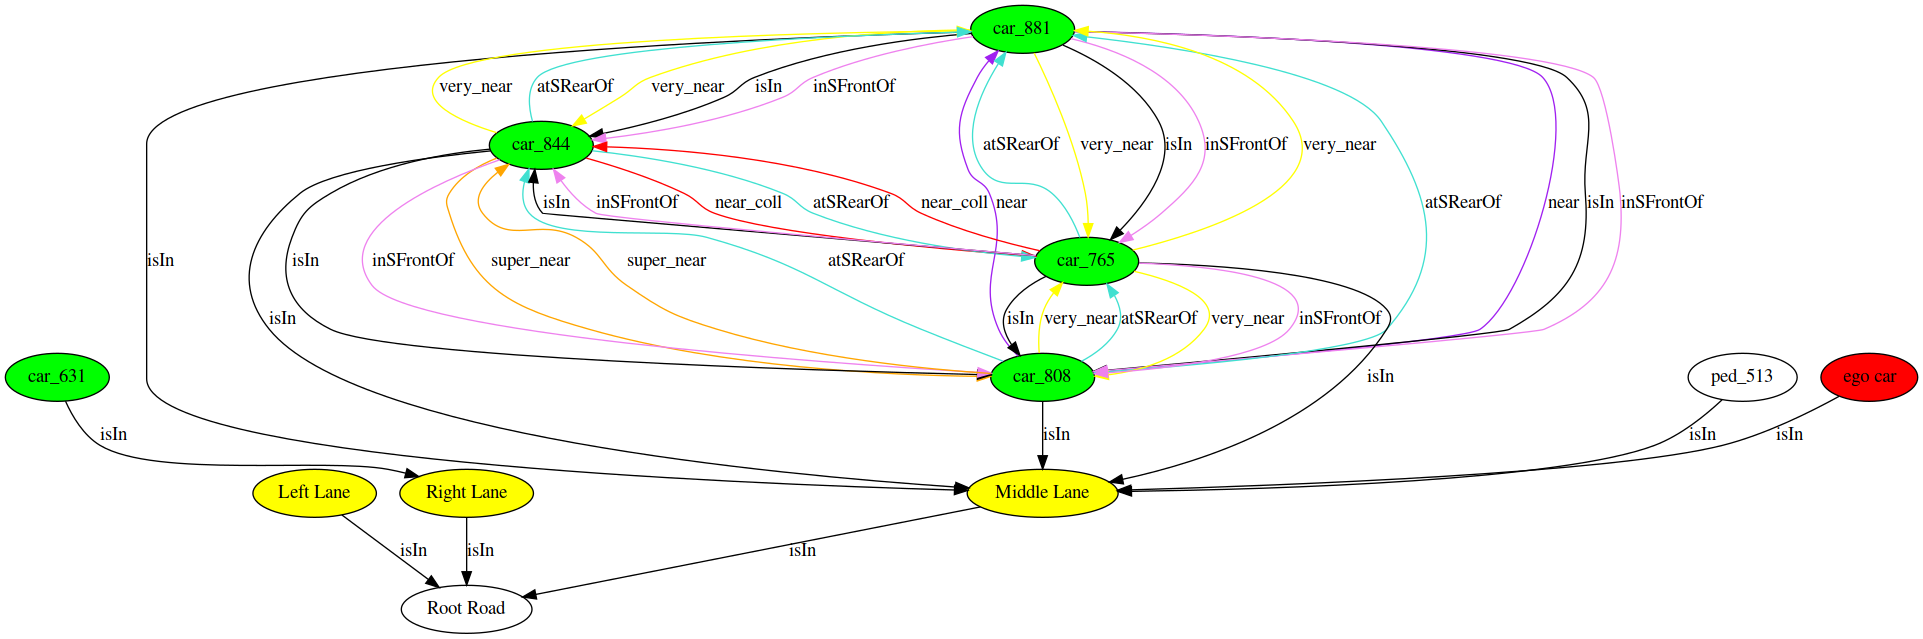 car_881
very_near
atSRearOf
very_near
isIn
inSFrontOf
car_844
atSRearOf
very_near
isIn
inSFrontOf
very_near
isIn
inSFrontOf
near_coll
atSRearOf
near_coll
near
atSRearOf
near
isIn
inSFrontOf
isIn
isIn
inSFrontOf
super_near
super_near
atSRearOf
car_765
isIn
isIn
very_near
atSRearOf
very_near
inSFrontOf
car_631
car_808
isIn
ped_513
ego car
isIn
isIn
isIn
isIn
Left Lane
Right Lane
Middle Lane
isIn
isIn
isIn
Root Road